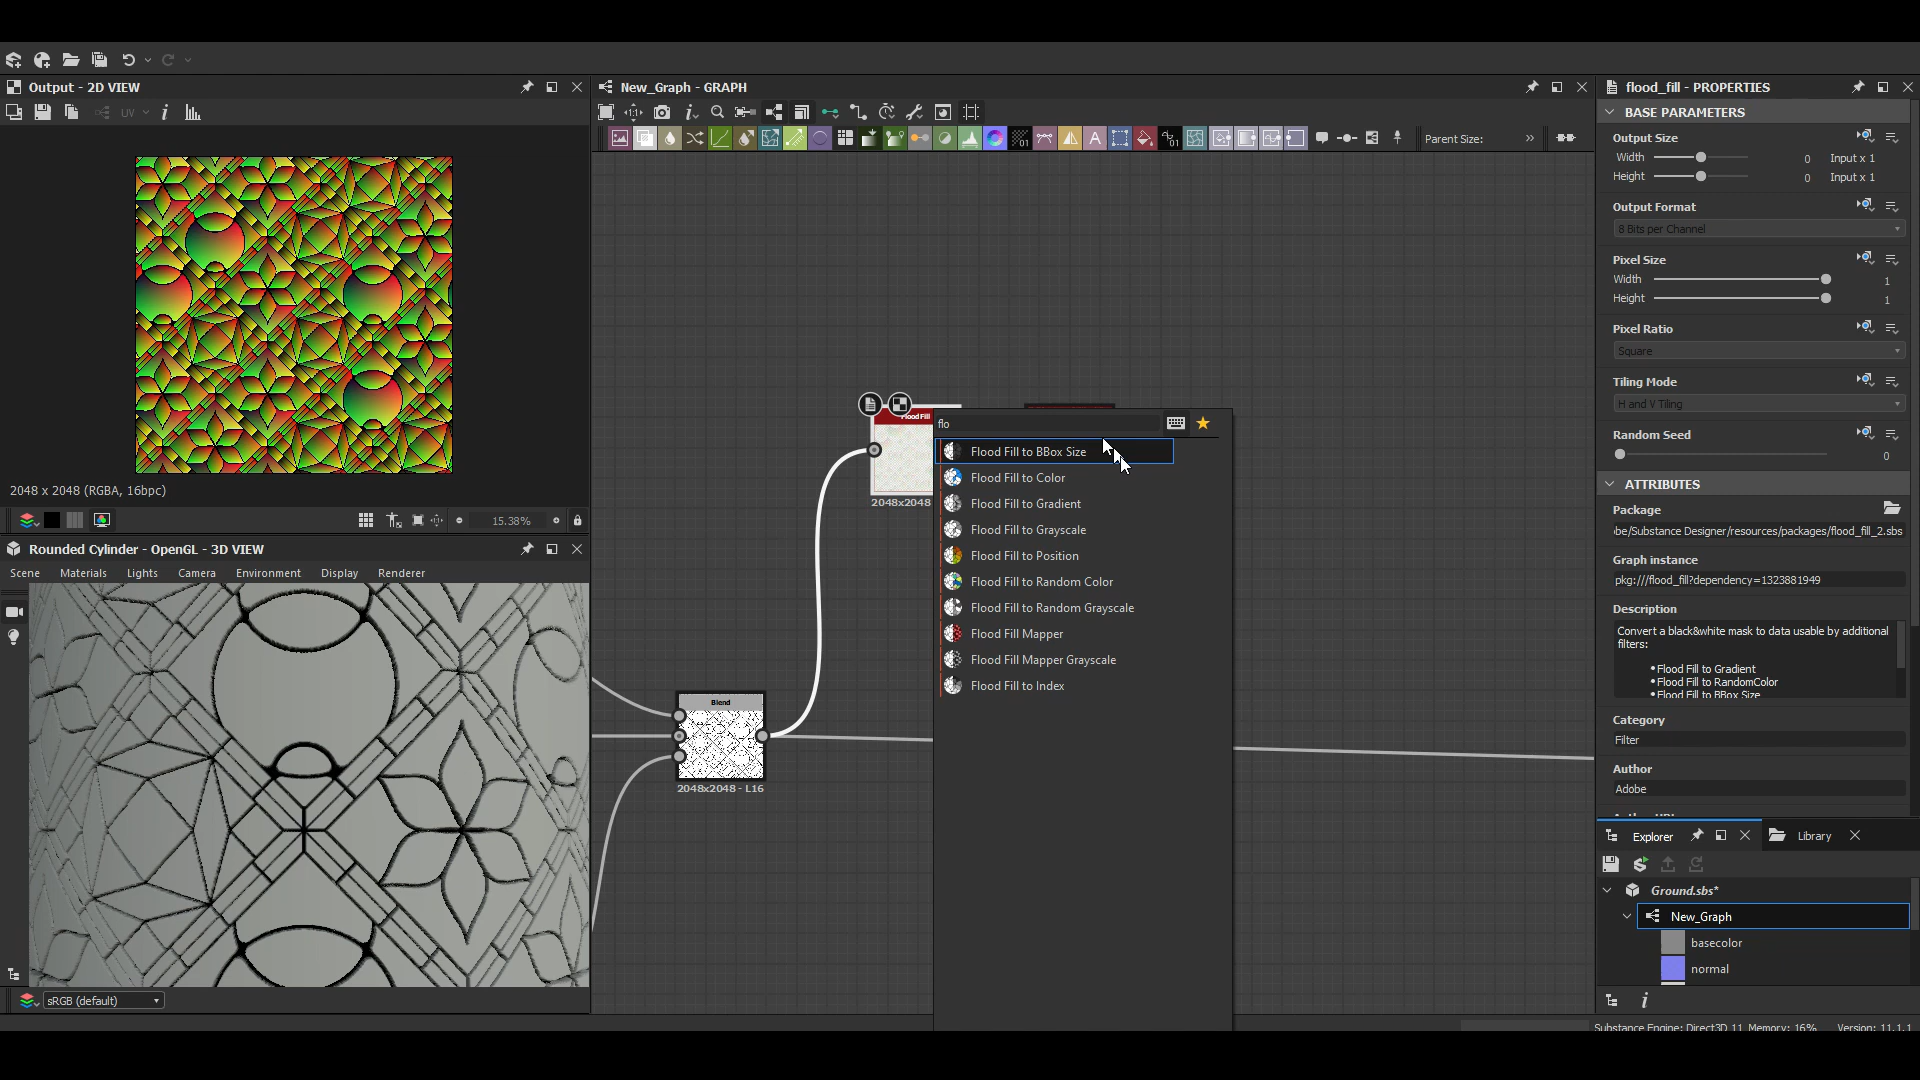 Output - 2D VIEW
UV
2048 x 2048 (RGBA, 16bpc)
15.38%
Rounded Cylinder - OpenGL - 3D VIEW
Scene Materials Lights Camera Environment Display Renderer
sRGB (default)
New_Graph - GRAPH
Parent Size:
Flood Fill
2048x2048
Blend
2048x2048 - L16
flo
Flood Fill to BBox Size
Flood Fill to Color
Flood Fill to Gradient
Flood Fill to Grayscale
Flood Fill to Position
Flood Fill to Random Color
Flood Fill to Random Grayscale
Flood Fill Mapper
Flood Fill Mapper Grayscale
Flood Fill to Index
flood_fill - PROPERTIES
BASE PARAMETERS
Output Size
Width 0 Input x 1
Height 0 Input x 1
Output Format
8 Bits per Channel
Pixel Size
Width 1
Height 1
Pixel Ratio
Square
Tiling Mode
H and V Tiling
Random Seed
0
ATTRIBUTES
Package
be/Substance Designer/resources/packages/flood_fill_2.sbs
Graph instance
pkg:///flood_fill?dependency=1323881949
Description
Convert a black&white mask to data usable by additional
filters:
• Flood Fill to Gradient
• Flood Fill to RandomColor
• Flood Fill to BBox Size
Category
Filter
Author
Adobe
Explorer Library
Ground.sbs*
New_Graph
basecolor
normal
Substance Engine: Direct3D 11 Memory: 16% Version: 11.1.1